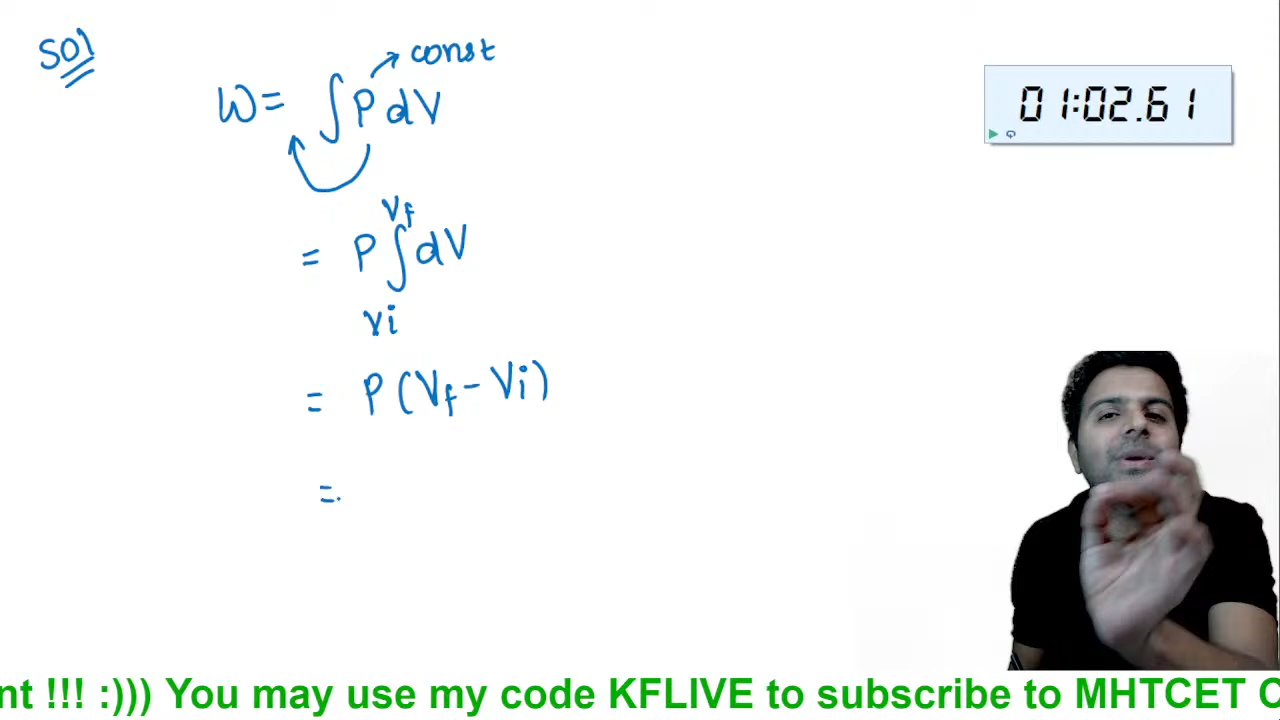 Sol
→ const
W = ∫ P dV
01:02.61
Vf
= P ∫ dV
Vi
= P (Vf - Vi)
=
nt !!! :))) You may use my code KFLIVE to subscribe to MHTCET C